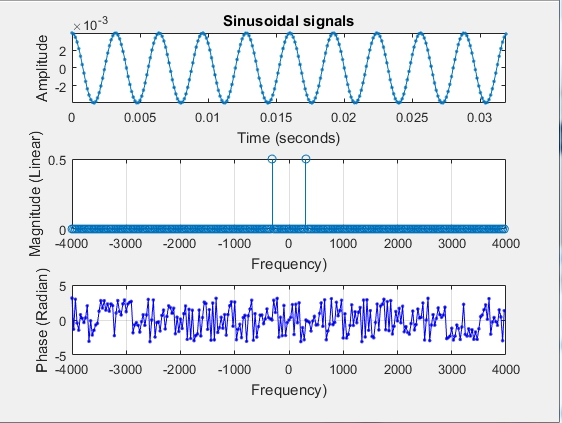 Sinusoidal signals
×10⁻³
2
0
-2
Amplitude
0 0.005 0.01 0.015 0.02 0.025 0.03
Time (seconds)
0.5
0
Magnitude (Linear)
-4000 -3000 -2000 -1000 0 1000 2000 3000 4000
Frequency)
5
0
-5
Phase (Radian)
-4000 -3000 -2000 -1000 0 1000 2000 3000 4000
Frequency)